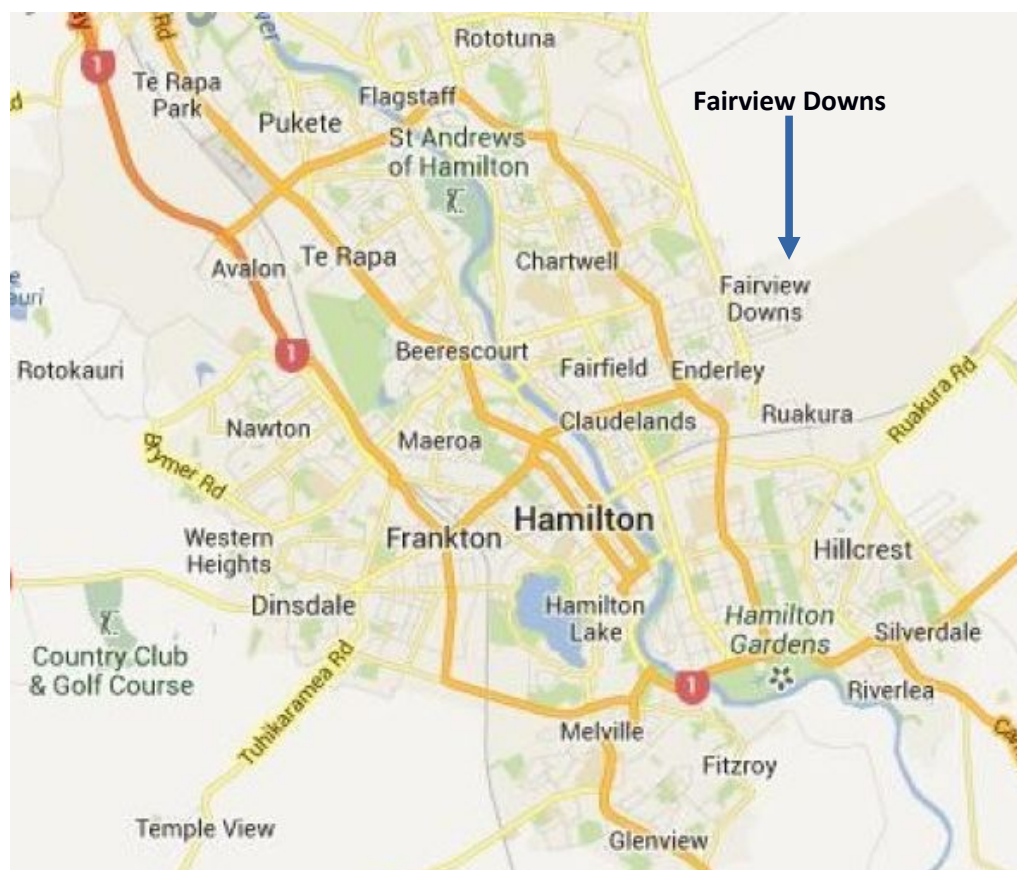 Rototuna
Te Rapa
Park
Flagstaff
Fairview Downs
Pukete
St Andrews
of Hamilton
1
Rd
Avalon
Te Rapa
Chartwell
Fairview
Downs
1
Beerescourt
Rotokauri
Fairfield
Enderley
Ruakura Rd
Nawton
Maeroa
Claudelands
Ruakura
Brymer Rd
Western
Heights
Frankton
Hamilton
Hillcrest
Dinsdale
Hamilton
Lake
Hamilton
Gardens
Silverdale
Country Club
& Golf Course
1
Riverlea
Tuhikaramea Rd
Melville
Fitzroy
Temple View
Glenview